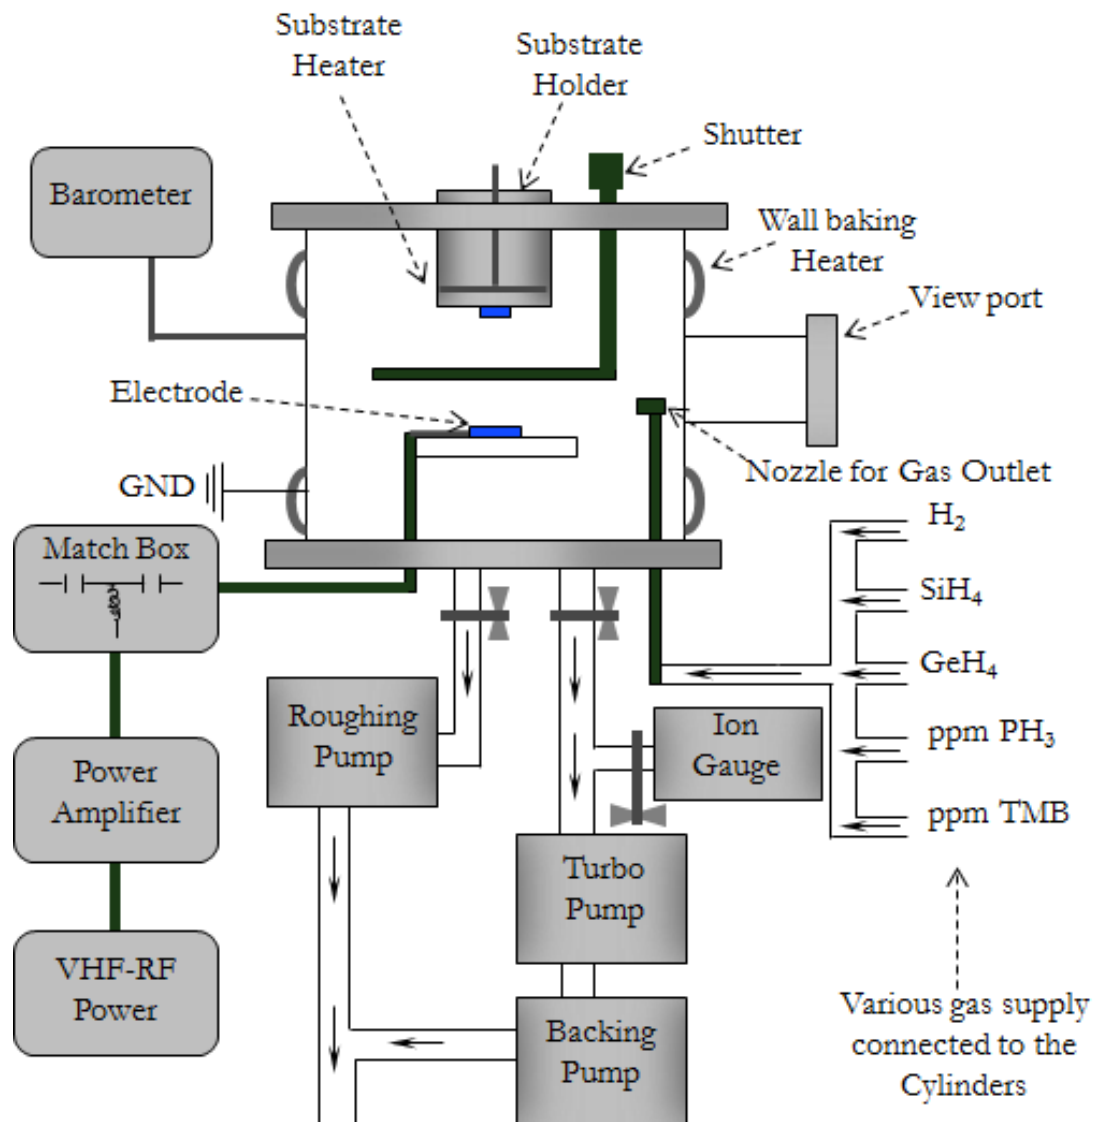 Substrate
Heater
Substrate
Holder
Shutter
Barometer
Wall baking
Heater
View port
Electrode
Nozzle for Gas Outlet
GND
H₂
Match Box
SiH₄
GeH₄
Roughing
Pump
Ion
Gauge
ppm PH₃
Power
Amplifier
ppm TMB
Turbo
Pump
VHF-RF
Power
Various gas supply
connected to the
Cylinders
Backing
Pump